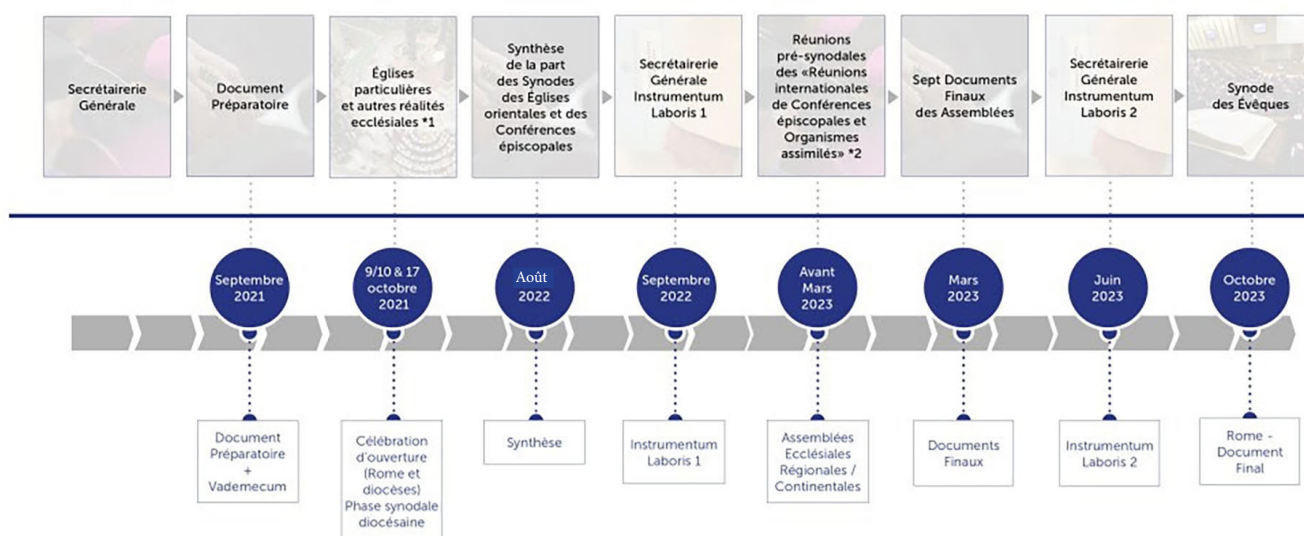 Secrétairerie
Générale
Document
Préparatoire
Églises
particulières
et autres réalités
ecclésiales *1
Synthèse
de la part
des Synodes
des Églises
orientales et des
Conférences
épiscopales
Secrétairerie
Générale
Instrumentum
Laboris 1
Réunions
pré-synodales
des «Réunions
internationales
de Conférences
épiscopales et
Organismes
assimilés» *2
Sept Documents
Finaux
des Assemblées
Secrétairerie
Générale
Instrumentum
Laboris 2
Synode
des Évêques
Septembre
2021
9/10 & 17
octobre
2021
Août
2022
Septembre
2022
Avant
Mars
2023
Mars
2023
Juin
2023
Octobre
2023
Document
Préparatoire
+
Vademecum
Célébration
d'ouverture
(Rome et
diocèses)
Phase synodale
diocésaine
Synthèse
Instrumentum
Laboris 1
Assemblées
Ecclésiales
Régionales /
Continentales
Documents
Finaux
Instrumentum
Laboris 2
Rome -
Document
Final